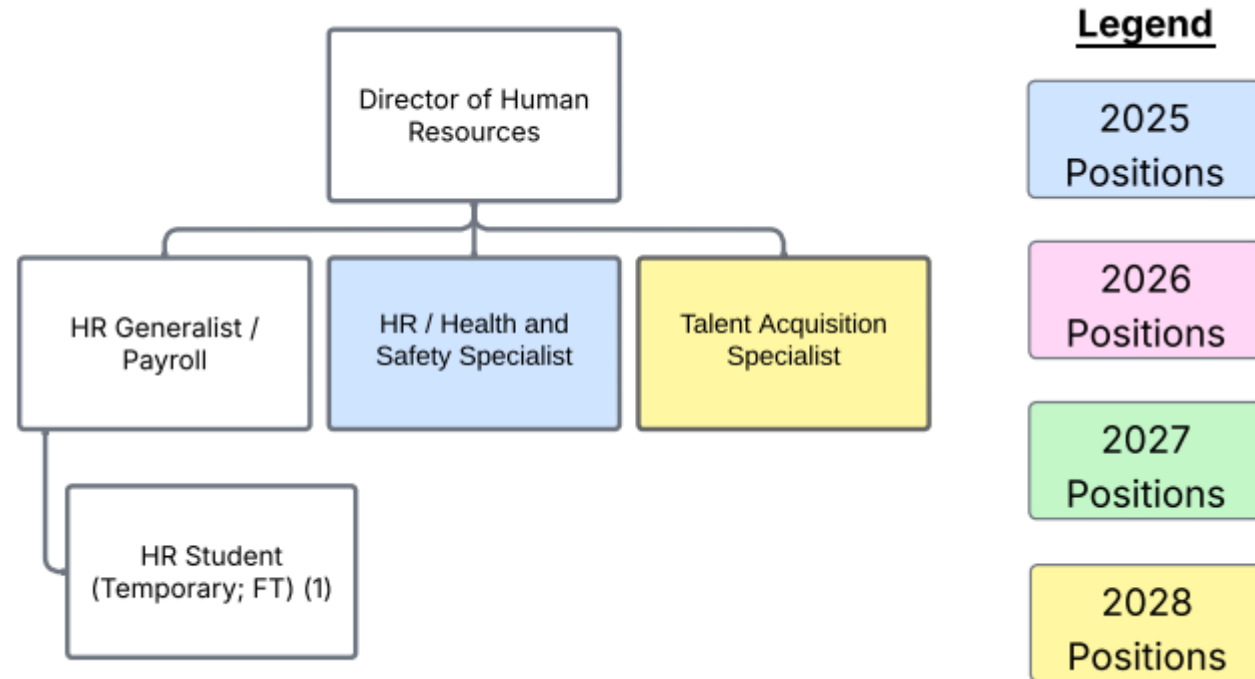 Legend
Director of Human
Resources
2025
Positions
HR Generalist /
Payroll
HR / Health and
Safety Specialist
Talent Acquisition
Specialist
2026
Positions
2027
Positions
HR Student
(Temporary; FT) (1)
2028
Positions